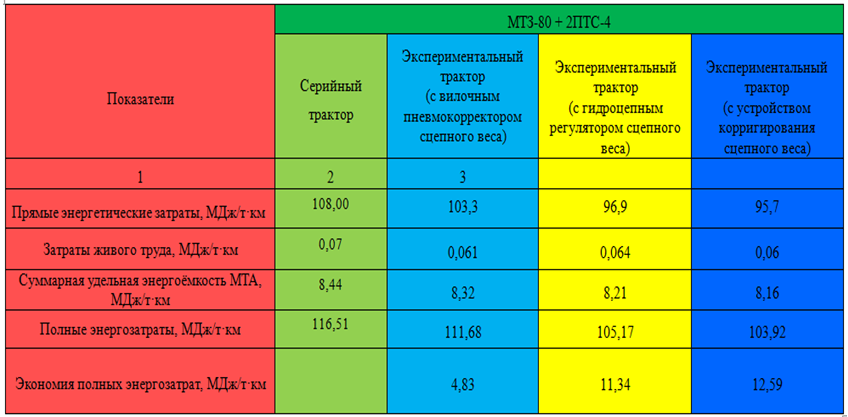 МТЗ-80 + 2ПТС-4
Показатели
Серийный
трактор
Экспериментальный
трактор
(с вилочным
пневмокорректором
сцепного веса)
Экспериментальный
трактор
(с гидроцепным
регулятором сцепного
веса)
Экспериментальный
трактор
(с устройством
корригирования
сцепного веса)
1
2
3
Прямые энергетические затраты, МДж/т·км
108,00
103,3
96,9
95,7
Затраты живого труда, МДж/т·км
0,07
0,061
0,064
0,06
Суммарная удельная энергоёмкость МТА,
МДж/т·км
8,44
8,32
8,21
8,16
Полные энергозатраты, МДж/т·км
116,51
111,68
105,17
103,92
Экономия полных энергозатрат, МДж/т·км
4,83
11,34
12,59